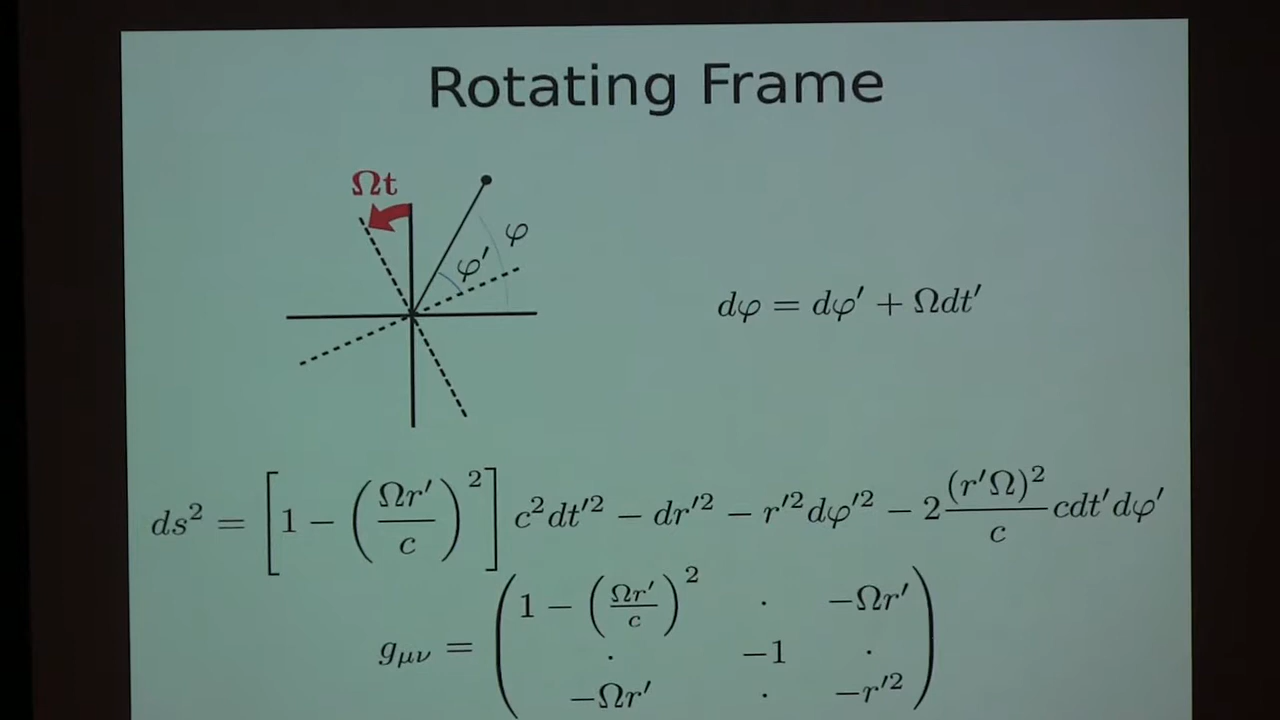 Rotating Frame
Ωt
φ
φ′
dφ = dφ′ + Ωdt′
ds² = [1 − (Ωr′/c)²] c²dt′² − dr′² − r′²dφ′² − 2 (r′Ω)²/c cdt′dφ′
g_μν = ( 1 − (Ωr′/c)² · −Ωr′
· −1 ·
−Ωr′ · −r′² )